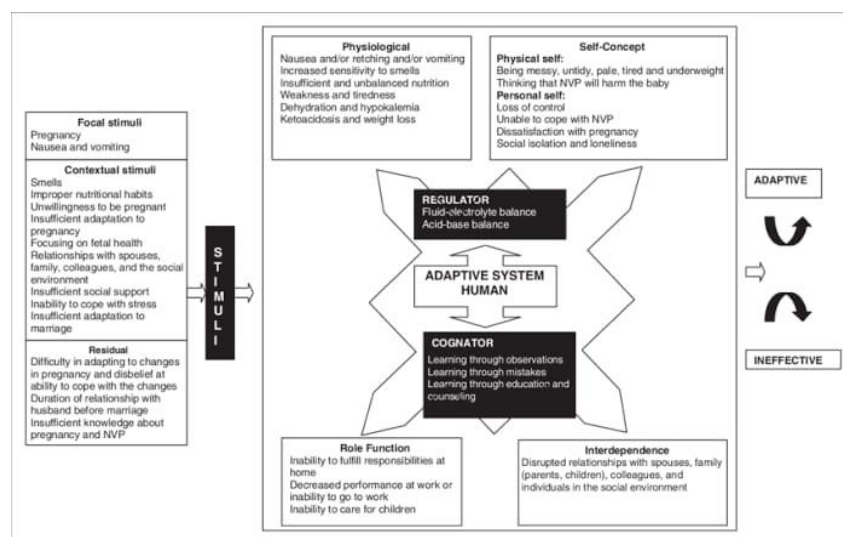 Focal stimuli
Pregnancy
Nausea and vomiting
Contextual stimuli
Smells
Improper nutritional habits
Unwillingness to be pregnant
Insufficient adaptation to
pregnancy
Focusing on fetal health
Relationships with spouses,
family, colleagues, and the social
environment
Insufficient social support
Inability to cope with stress
Insufficient adaptation to
marriage
Residual
Difficulty in adapting to changes
in pregnancy and disbelief at
ability to cope with the changes
Duration of relationship with
husband before marriage
Insufficient knowledge about
pregnancy and NVP
S
T
I
M
U
L
I
Physiological
Nausea and/or retching and/or vomiting
Increased sensitivity to smells
Insufficient and unbalanced nutrition
Weakness and tiredness
Dehydration and hypokalemia
Ketoacidosis and weight loss
Self-Concept
Physical self:
Being messy, untidy, pale, tired and underweight
Thinking that NVP will harm the baby
Personal self:
Loss of control
Unable to cope with NVP
Dissatisfaction with pregnancy
Social isolation and loneliness
REGULATOR
Fluid-electrolyte balance
Acid-base balance
ADAPTIVE SYSTEM
HUMAN
COGNATOR
Learning through observations
Learning through mistakes
Learning through education and
counseling
Role Function
Inability to fulfill responsibilities at
home
Decreased performance at work or
inability to go to work
Inability to care for children
Interdependence
Disrupted relationships with spouses, family
(parents, children), colleagues, and
individuals in the social environment
ADAPTIVE
INEFFECTIVE